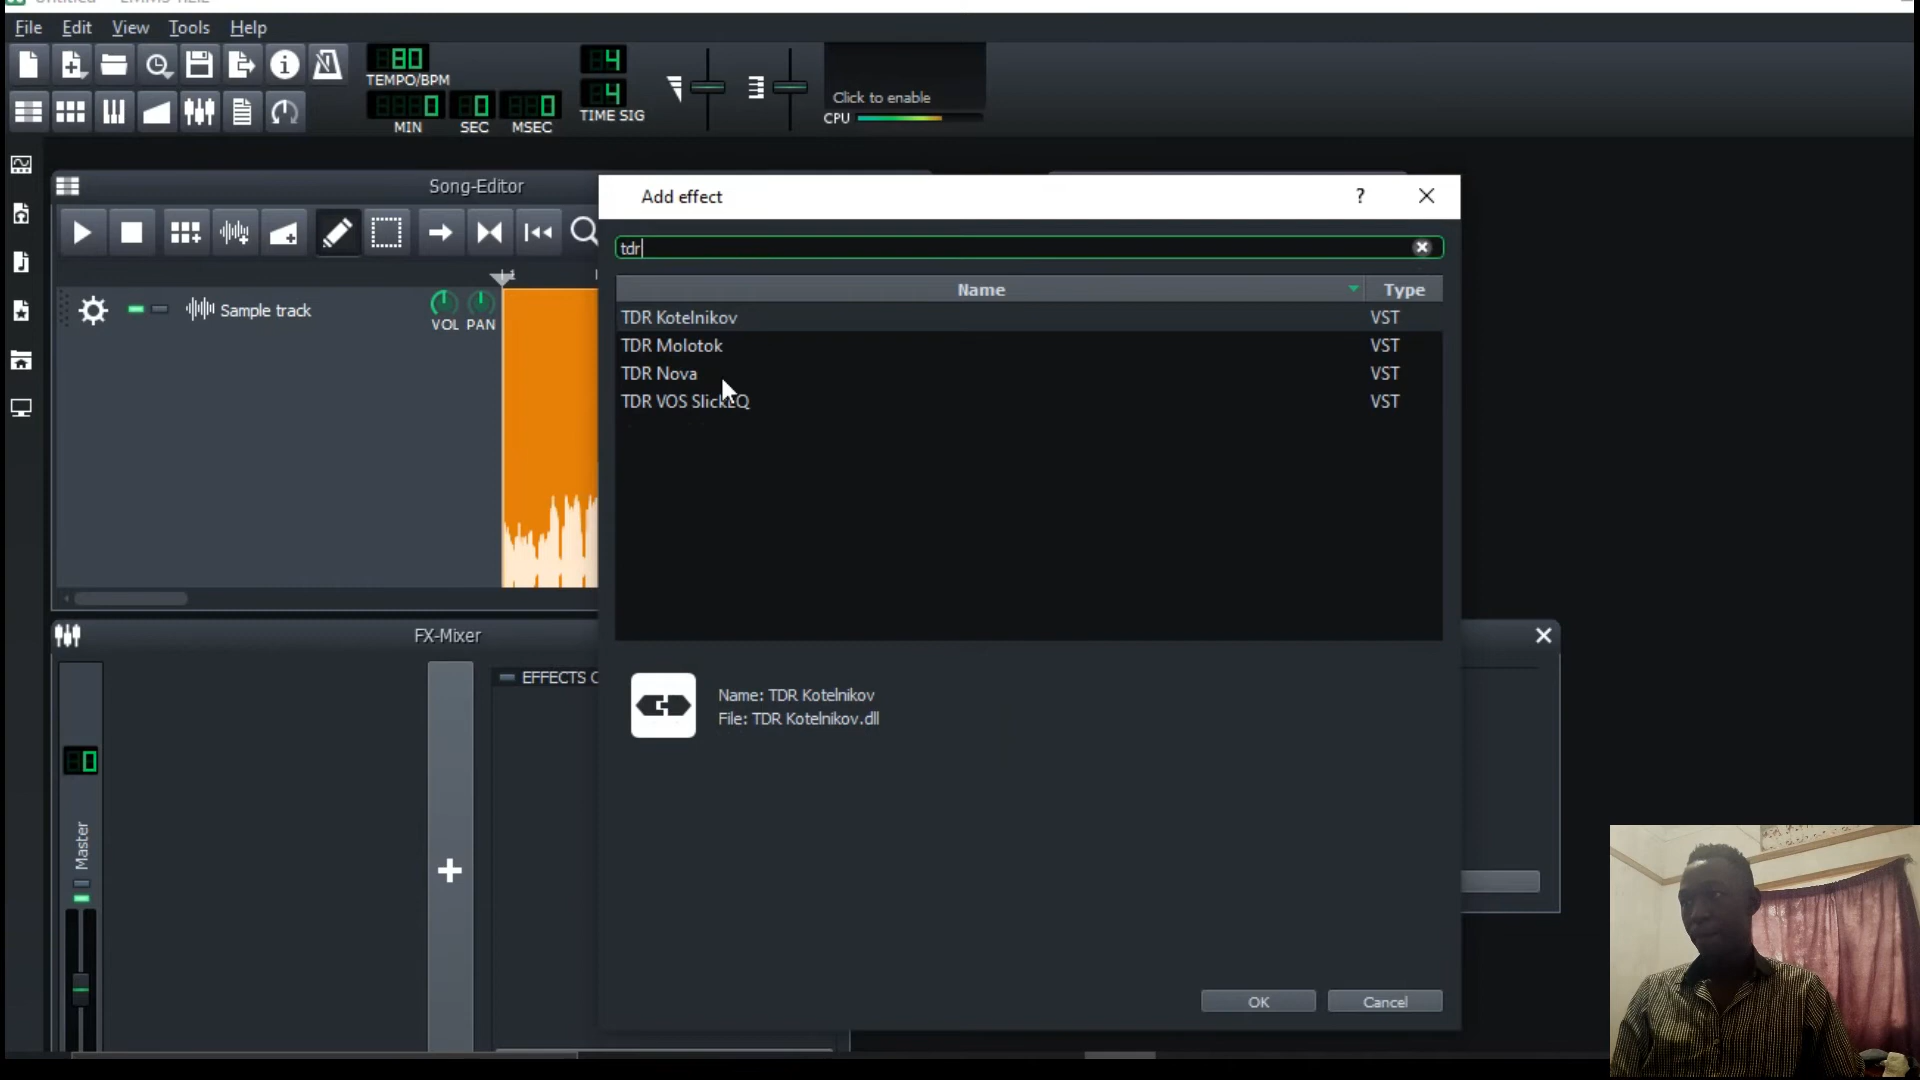 File Edit View Tools Help
80
TEMPO/BPM
0 0 0
MIN SEC MSEC
4
4
TIME SIG
Click to enable
CPU
Song-Editor
1
Sample track
VOL PAN
Add effect
?
tdr
Name Type
TDR Kotelnikov VST
TDR Molotok VST
TDR Nova VST
TDR VOS SlickEQ VST
Name: TDR Kotelnikov
File: TDR Kotelnikov.dll
OK Cancel
FX-Mixer
EFFECTS C
0
Master